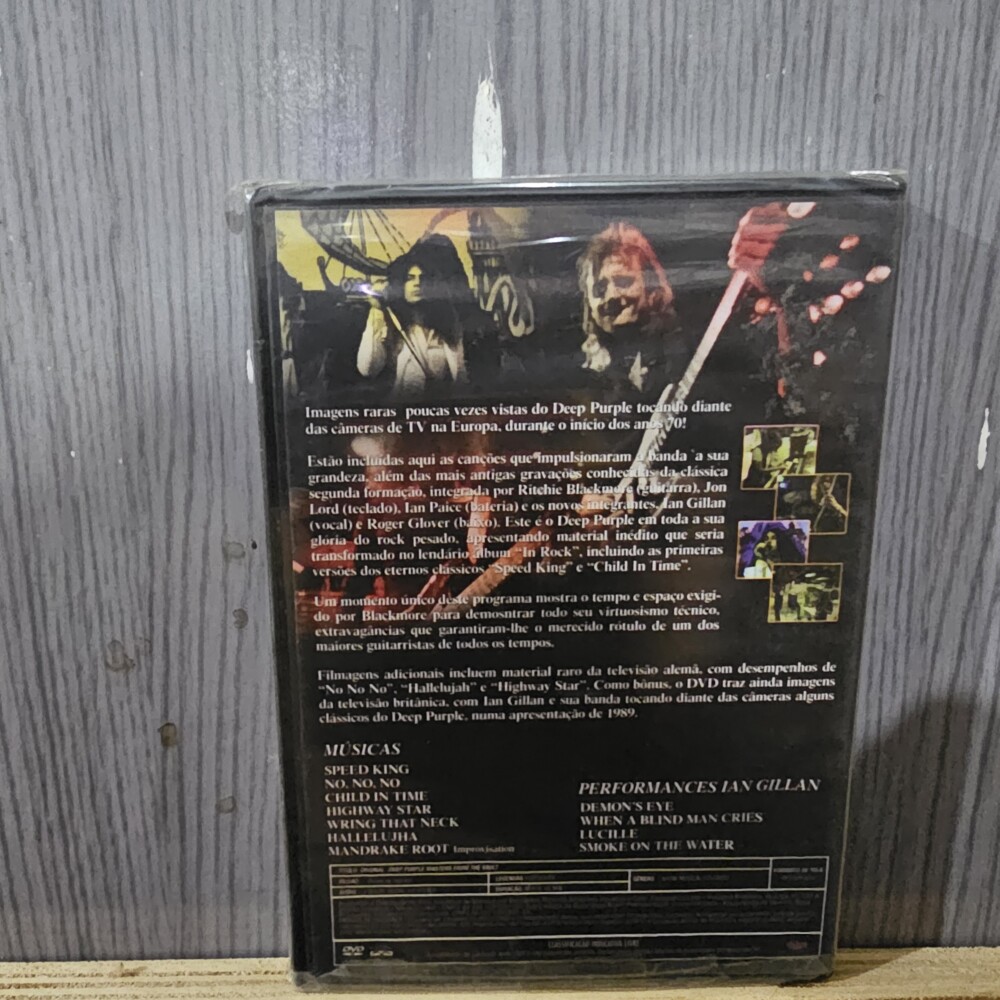 Imagens raras poucas vezes vistas do Deep Purple tocando diante
das câmeras de TV na Europa, durante o início dos anos 70!
Estão incluídas aqui as canções que impulsionaram a banda a sua
grandeza, além das mais antigas gravações conhecidas da clássica
segunda formação, integrada por Ritchie Blackmore (guitarra), Jon
Lord (teclado), Ian Paice (bateria) e os novos integrantes, Ian Gillan
(vocal) e Roger Glover (baixo). Este é o Deep Purple em toda a sua
glória do rock pesado, apresentando material inédito que seria
transformado no lendário álbum "In Rock", incluindo as primeiras
versões dos eternos clássicos "Speed King" e "Child In Time".
Um momento único deste programa mostra o tempo e espaço exigi-
do por Blackmore para demosntrar todo seu virtuosismo técnico,
extravagâncias que garantiram-lhe o merecido rótulo de um dos
maiores guitarristas de todos os tempos.
Filmagens adicionais incluem material raro da televisão alemã, com desempenhos de
"No No No", "Hallelujah" e "Highway Star". Como bônus, o DVD traz ainda imagens
da televisão britânica, com Ian Gillan e sua banda tocando diante das câmeras alguns
clássicos do Deep Purple, numa apresentação de 1989.
MÚSICAS
SPEED KING
NO, NO, NO
CHILD IN TIME
HIGHWAY STAR
WRING THAT NECK
HALLELUJHA
MANDRAKE ROOT Improvisation
PERFORMANCES IAN GILLAN
DEMON'S EYE
WHEN A BLIND MAN CRIES
LUCILLE
SMOKE ON THE WATER
CLASSIFICAÇÃO INDICATIVA LIVRE
DVD